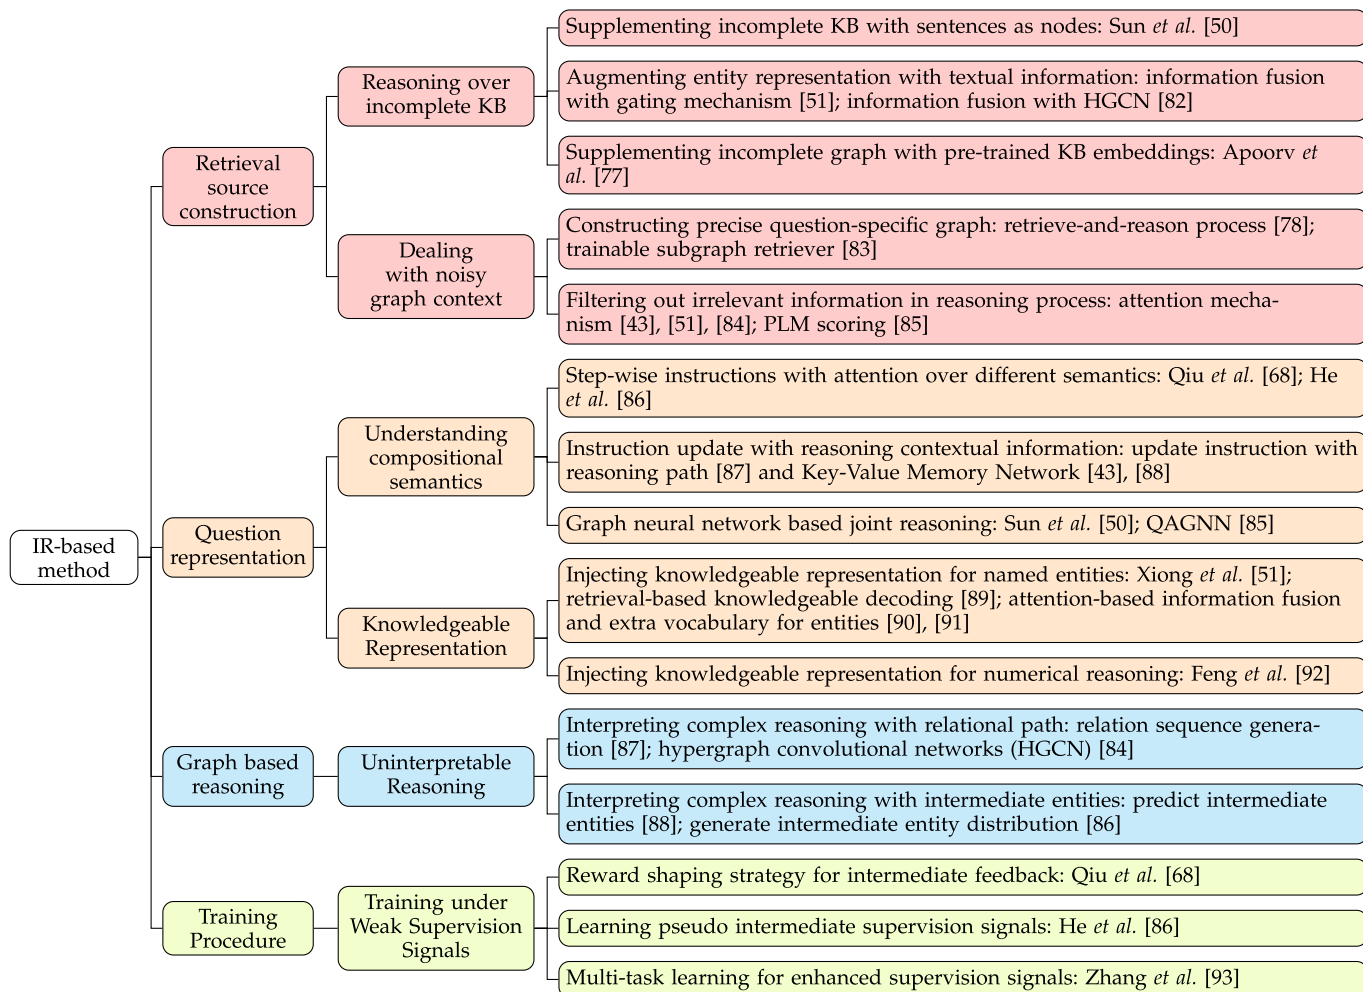 IR-based
method
Retrieval
source
construction
Reasoning over
incomplete KB
Supplementing incomplete KB with sentences as nodes: Sun et al. [50]
Augmenting entity representation with textual information: information fusion
with gating mechanism [51]; information fusion with HGCN [82]
Supplementing incomplete graph with pre-trained KB embeddings: Apoorv et
al. [77]
Dealing
with noisy
graph context
Constructing precise question-specific graph: retrieve-and-reason process [78];
trainable subgraph retriever [83]
Filtering out irrelevant information in reasoning process: attention mecha-
nism [43], [51], [84]; PLM scoring [85]
Question
representation
Understanding
compositional
semantics
Step-wise instructions with attention over different semantics: Qiu et al. [68]; He
et al. [86]
Instruction update with reasoning contextual information: update instruction with
reasoning path [87] and Key-Value Memory Network [43], [88]
Graph neural network based joint reasoning: Sun et al. [50]; QAGNN [85]
Knowledgeable
Representation
Injecting knowledgeable representation for named entities: Xiong et al. [51];
retrieval-based knowledgeable decoding [89]; attention-based information fusion
and extra vocabulary for entities [90], [91]
Injecting knowledgeable representation for numerical reasoning: Feng et al. [92]
Graph based
reasoning
Uninterpretable
Reasoning
Interpreting complex reasoning with relational path: relation sequence genera-
tion [87]; hypergraph convolutional networks (HGCN) [84]
Interpreting complex reasoning with intermediate entities: predict intermediate
entities [88]; generate intermediate entity distribution [86]
Training
Procedure
Training under
Weak Supervision
Signals
Reward shaping strategy for intermediate feedback: Qiu et al. [68]
Learning pseudo intermediate supervision signals: He et al. [86]
Multi-task learning for enhanced supervision signals: Zhang et al. [93]